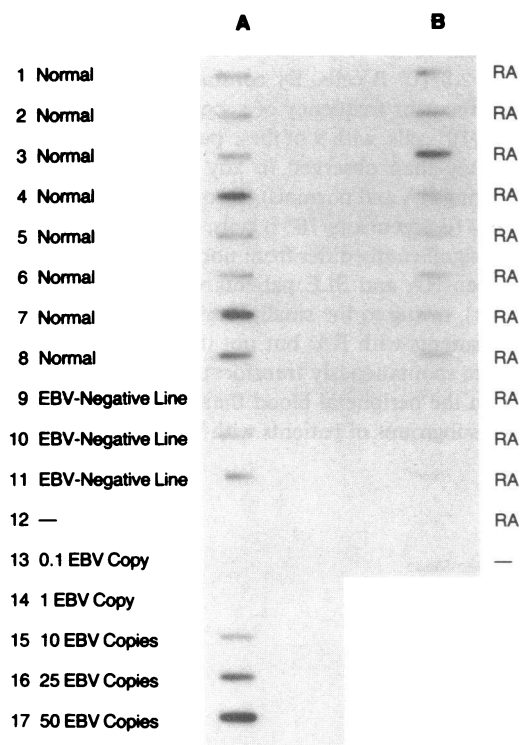 A B
1 Normal RA
2 Normal RA
3 Normal RA
4 Normal RA
5 Normal RA
6 Normal RA
7 Normal RA
8 Normal RA
9 EBV-Negative Line RA
10 EBV-Negative Line RA
11 EBV-Negative Line RA
12 — RA
13 0.1 EBV Copy —
14 1 EBV Copy
15 10 EBV Copies
16 25 EBV Copies
17 50 EBV Copies